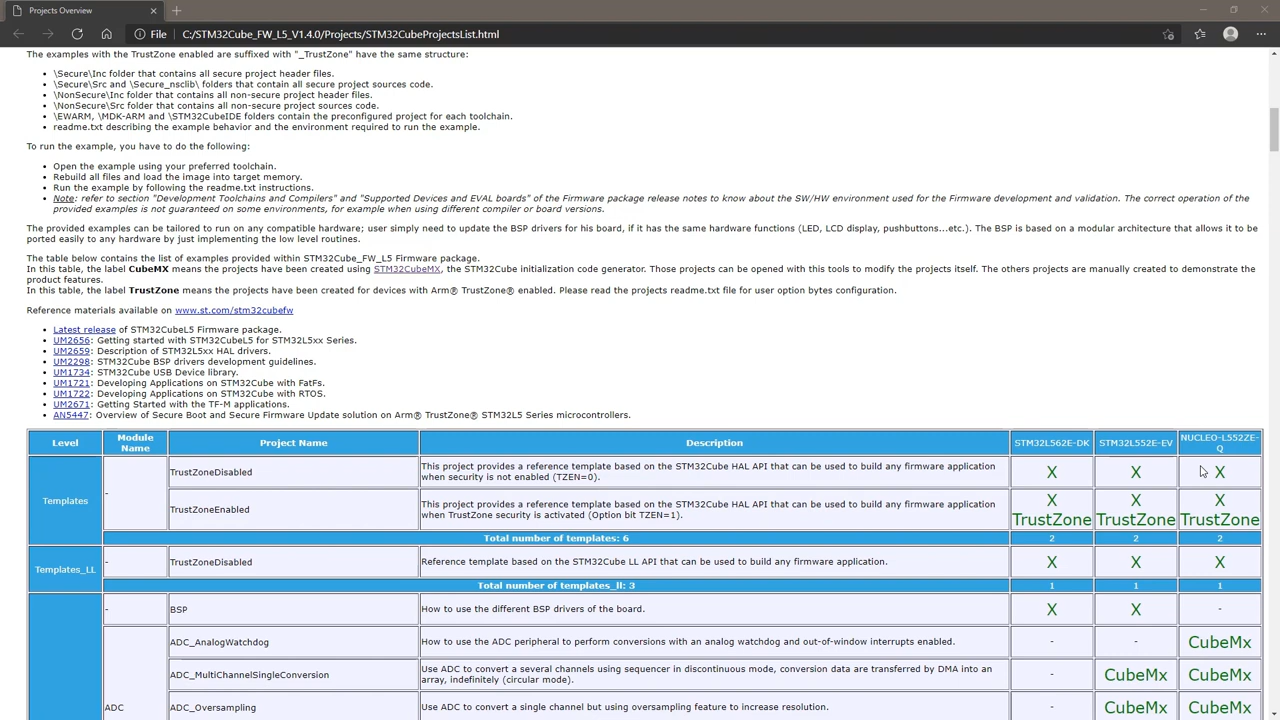 Projects Overview
File C:/STM32Cube_FW_L5_V1.4.0/Projects/STM32CubeProjectsList.html
The examples with the TrustZone enabled are suffixed with "_TrustZone" have the same structure:
\Secure\Inc folder that contains all secure project header files.
\Secure\Src and \Secure_nsclib\ folders that contain all secure project sources code.
\NonSecure\Inc folder that contains all non-secure project header files.
\NonSecure\Src folder that contains all non-secure project sources code.
\EWARM, \MDK-ARM and \STM32CubeIDE folders contain the preconfigured project for each toolchain.
readme.txt describing the example behavior and the environment required to run the example.
To run the example, you have to do the following:
Open the example using your preferred toolchain.
Rebuild all files and load the image into target memory.
Run the example by following the readme.txt instructions.
Note: refer to section "Development Toolchains and Compilers" and "Supported Devices and EVAL boards" of the Firmware package release notes to know about the SW/HW environment used for the Firmware development and validation. The correct operation of the
provided examples is not guaranteed on some environments, for example when using different compiler or board versions.
The provided examples can be tailored to run on any compatible hardware; user simply need to update the BSP drivers for his board, if it has the same hardware functions (LED, LCD display, pushbuttons...etc.). The BSP is based on a modular architecture that allows it to be
ported easily to any hardware by just implementing the low level routines.
The table below contains the list of examples provided within STM32Cube_FW_L5 Firmware package.
In this table, the label CubeMX means the projects have been created using STM32CubeMX, the STM32Cube initialization code generator. Those projects can be opened with this tools to modify the projects itself. The others projects are manually created to demonstrate the
product features.
In this table, the label TrustZone means the projects have been created for devices with Arm® TrustZone® enabled. Please read the projects readme.txt file for user option bytes configuration.
Reference materials available on www.st.com/stm32cubefw
Latest release of STM32CubeL5 Firmware package.
UM2656: Getting started with STM32CubeL5 for STM32L5xx Series.
UM2659: Description of STM32L5xx HAL drivers.
UM2298: STM32Cube BSP drivers development guidelines.
UM1734: STM32Cube USB Device library.
UM1721: Developing Applications on STM32Cube with FatFs.
UM1722: Developing Applications on STM32Cube with RTOS.
UM2671: Getting Started with the TF-M applications.
AN5447: Overview of Secure Boot and Secure Firmware Update solution on Arm® TrustZone® STM32L5 Series microcontrollers.
Level Module Name Project Name Description STM32L562E-DK STM32L552E-EV NUCLEO-L552ZE-Q
Templates - TrustZoneDisabled This project provides a reference template based on the STM32Cube HAL API that can be used to build any firmware application
when security is not enabled (TZEN=0). X X X
TrustZoneEnabled This project provides a reference template based on the STM32Cube HAL API that can be used to build any firmware application
when TrustZone security is activated (Option bit TZEN=1). X X X
TrustZone TrustZone TrustZone
Total number of templates: 6 2 2 2
Templates_LL - TrustZoneDisabled Reference template based on the STM32Cube LL API that can be used to build any firmware application. X X X
Total number of templates_ll: 3 1 1 1
- BSP How to use the different BSP drivers of the board. X X -
ADC_AnalogWatchdog How to use the ADC peripheral to perform conversions with an analog watchdog and out-of-window interrupts enabled. - - CubeMx
ADC_MultiChannelSingleConversion Use ADC to convert a several channels using sequencer in discontinuous mode, conversion data are transferred by DMA into an
array, indefinitely (circular mode). - CubeMx CubeMx
ADC ADC_Oversampling Use ADC to convert a single channel but using oversampling feature to increase resolution. - CubeMx CubeMx